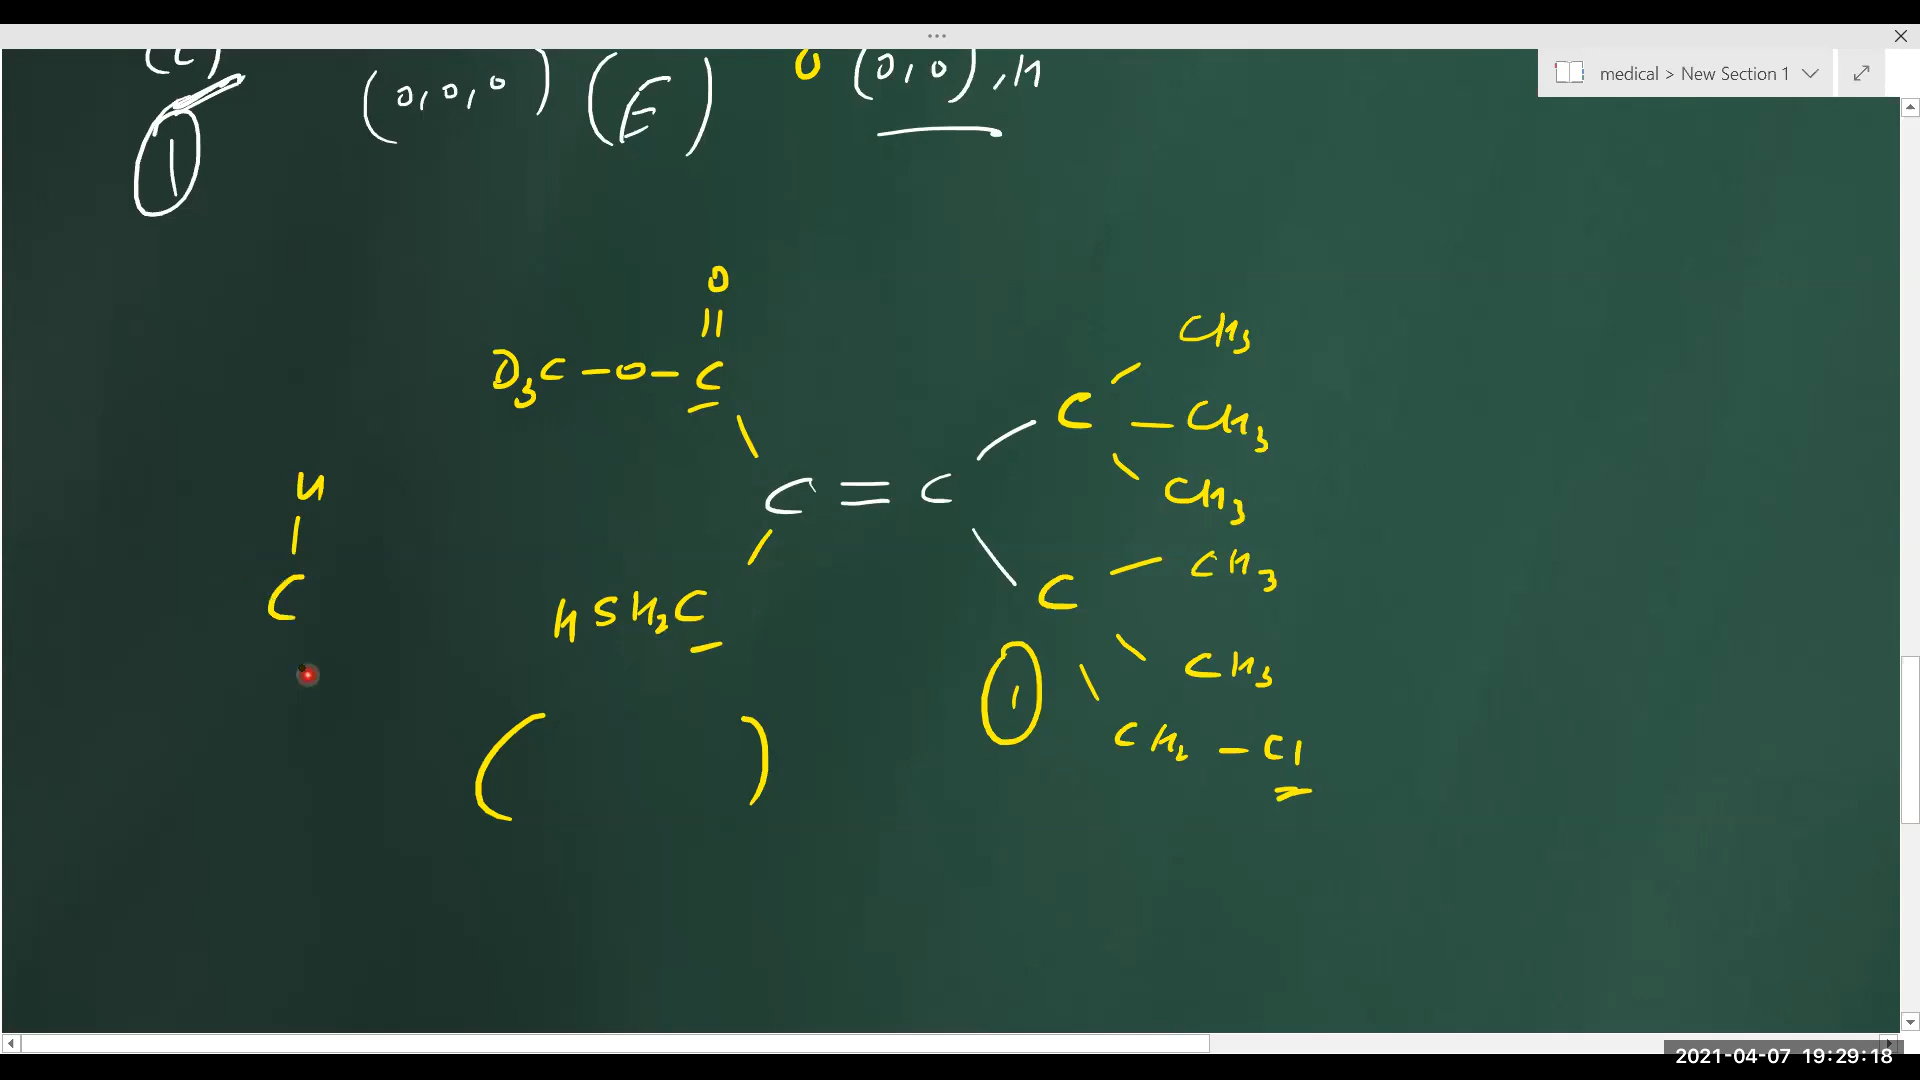 (0,0,0) (E) 0 (0,0),H
medical > New Section 1
1
O
||
D3C-O-C
CH3
C - CH3
CH3
H
C = C
C
HSH2C
C
CH3
CH3
1
CH2-Cl
( )
2021-04-07 19:29:18